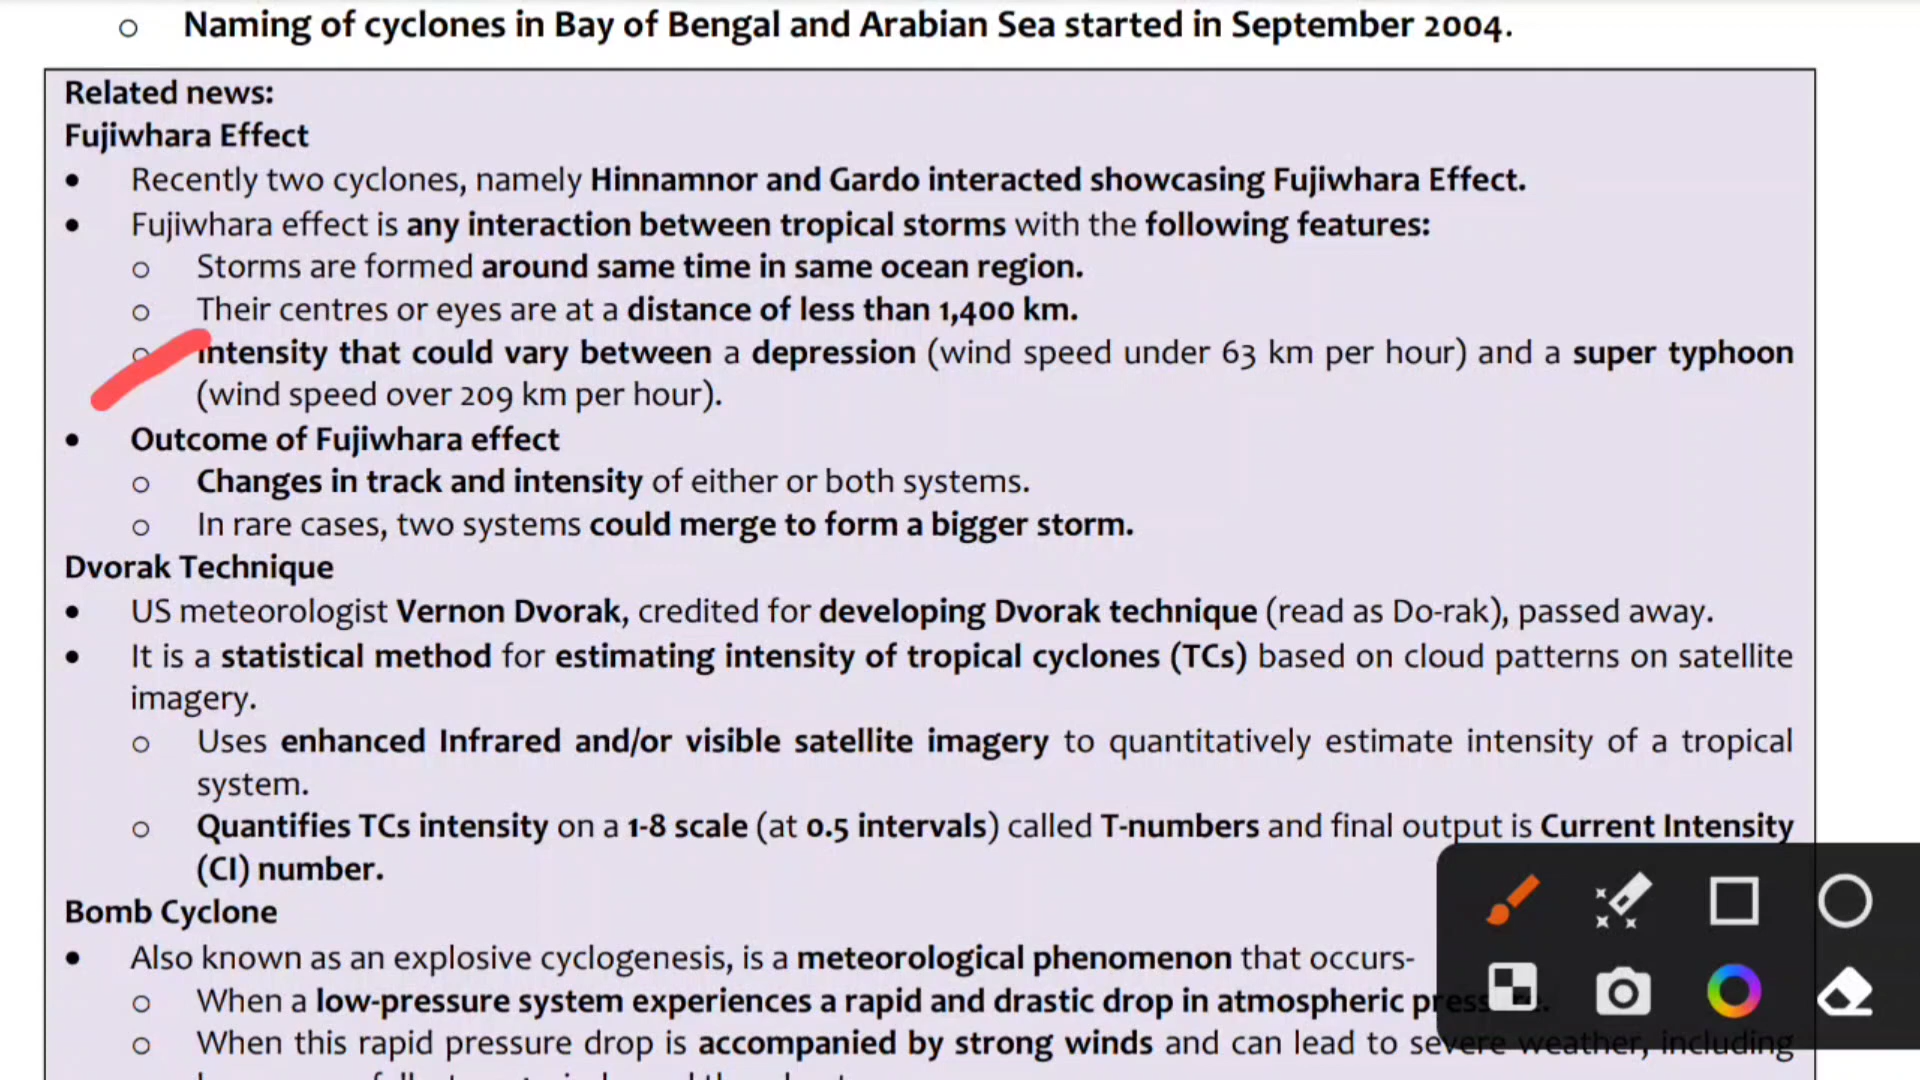 o Naming of cyclones in Bay of Bengal and Arabian Sea started in September 2004.
Related news:
Fujiwhara Effect
• Recently two cyclones, namely Hinnamnor and Gardo interacted showcasing Fujiwhara Effect.
• Fujiwhara effect is any interaction between tropical storms with the following features:
o Storms are formed around same time in same ocean region.
o Their centres or eyes are at a distance of less than 1,400 km.
o Intensity that could vary between a depression (wind speed under 63 km per hour) and a super typhoon
(wind speed over 209 km per hour).
• Outcome of Fujiwhara effect
o Changes in track and intensity of either or both systems.
o In rare cases, two systems could merge to form a bigger storm.
Dvorak Technique
• US meteorologist Vernon Dvorak, credited for developing Dvorak technique (read as Do-rak), passed away.
• It is a statistical method for estimating intensity of tropical cyclones (TCs) based on cloud patterns on satellite
imagery.
o Uses enhanced Infrared and/or visible satellite imagery to quantitatively estimate intensity of a tropical
system.
o Quantifies TCs intensity on a 1-8 scale (at 0.5 intervals) called T-numbers and final output is Current Intensity
(CI) number.
Bomb Cyclone
• Also known as an explosive cyclogenesis, is a meteorological phenomenon that occurs-
o When a low-pressure system experiences a rapid and drastic drop in atmospheric
o When this rapid pressure drop is accompanied by strong winds and can lead to severe weather, including